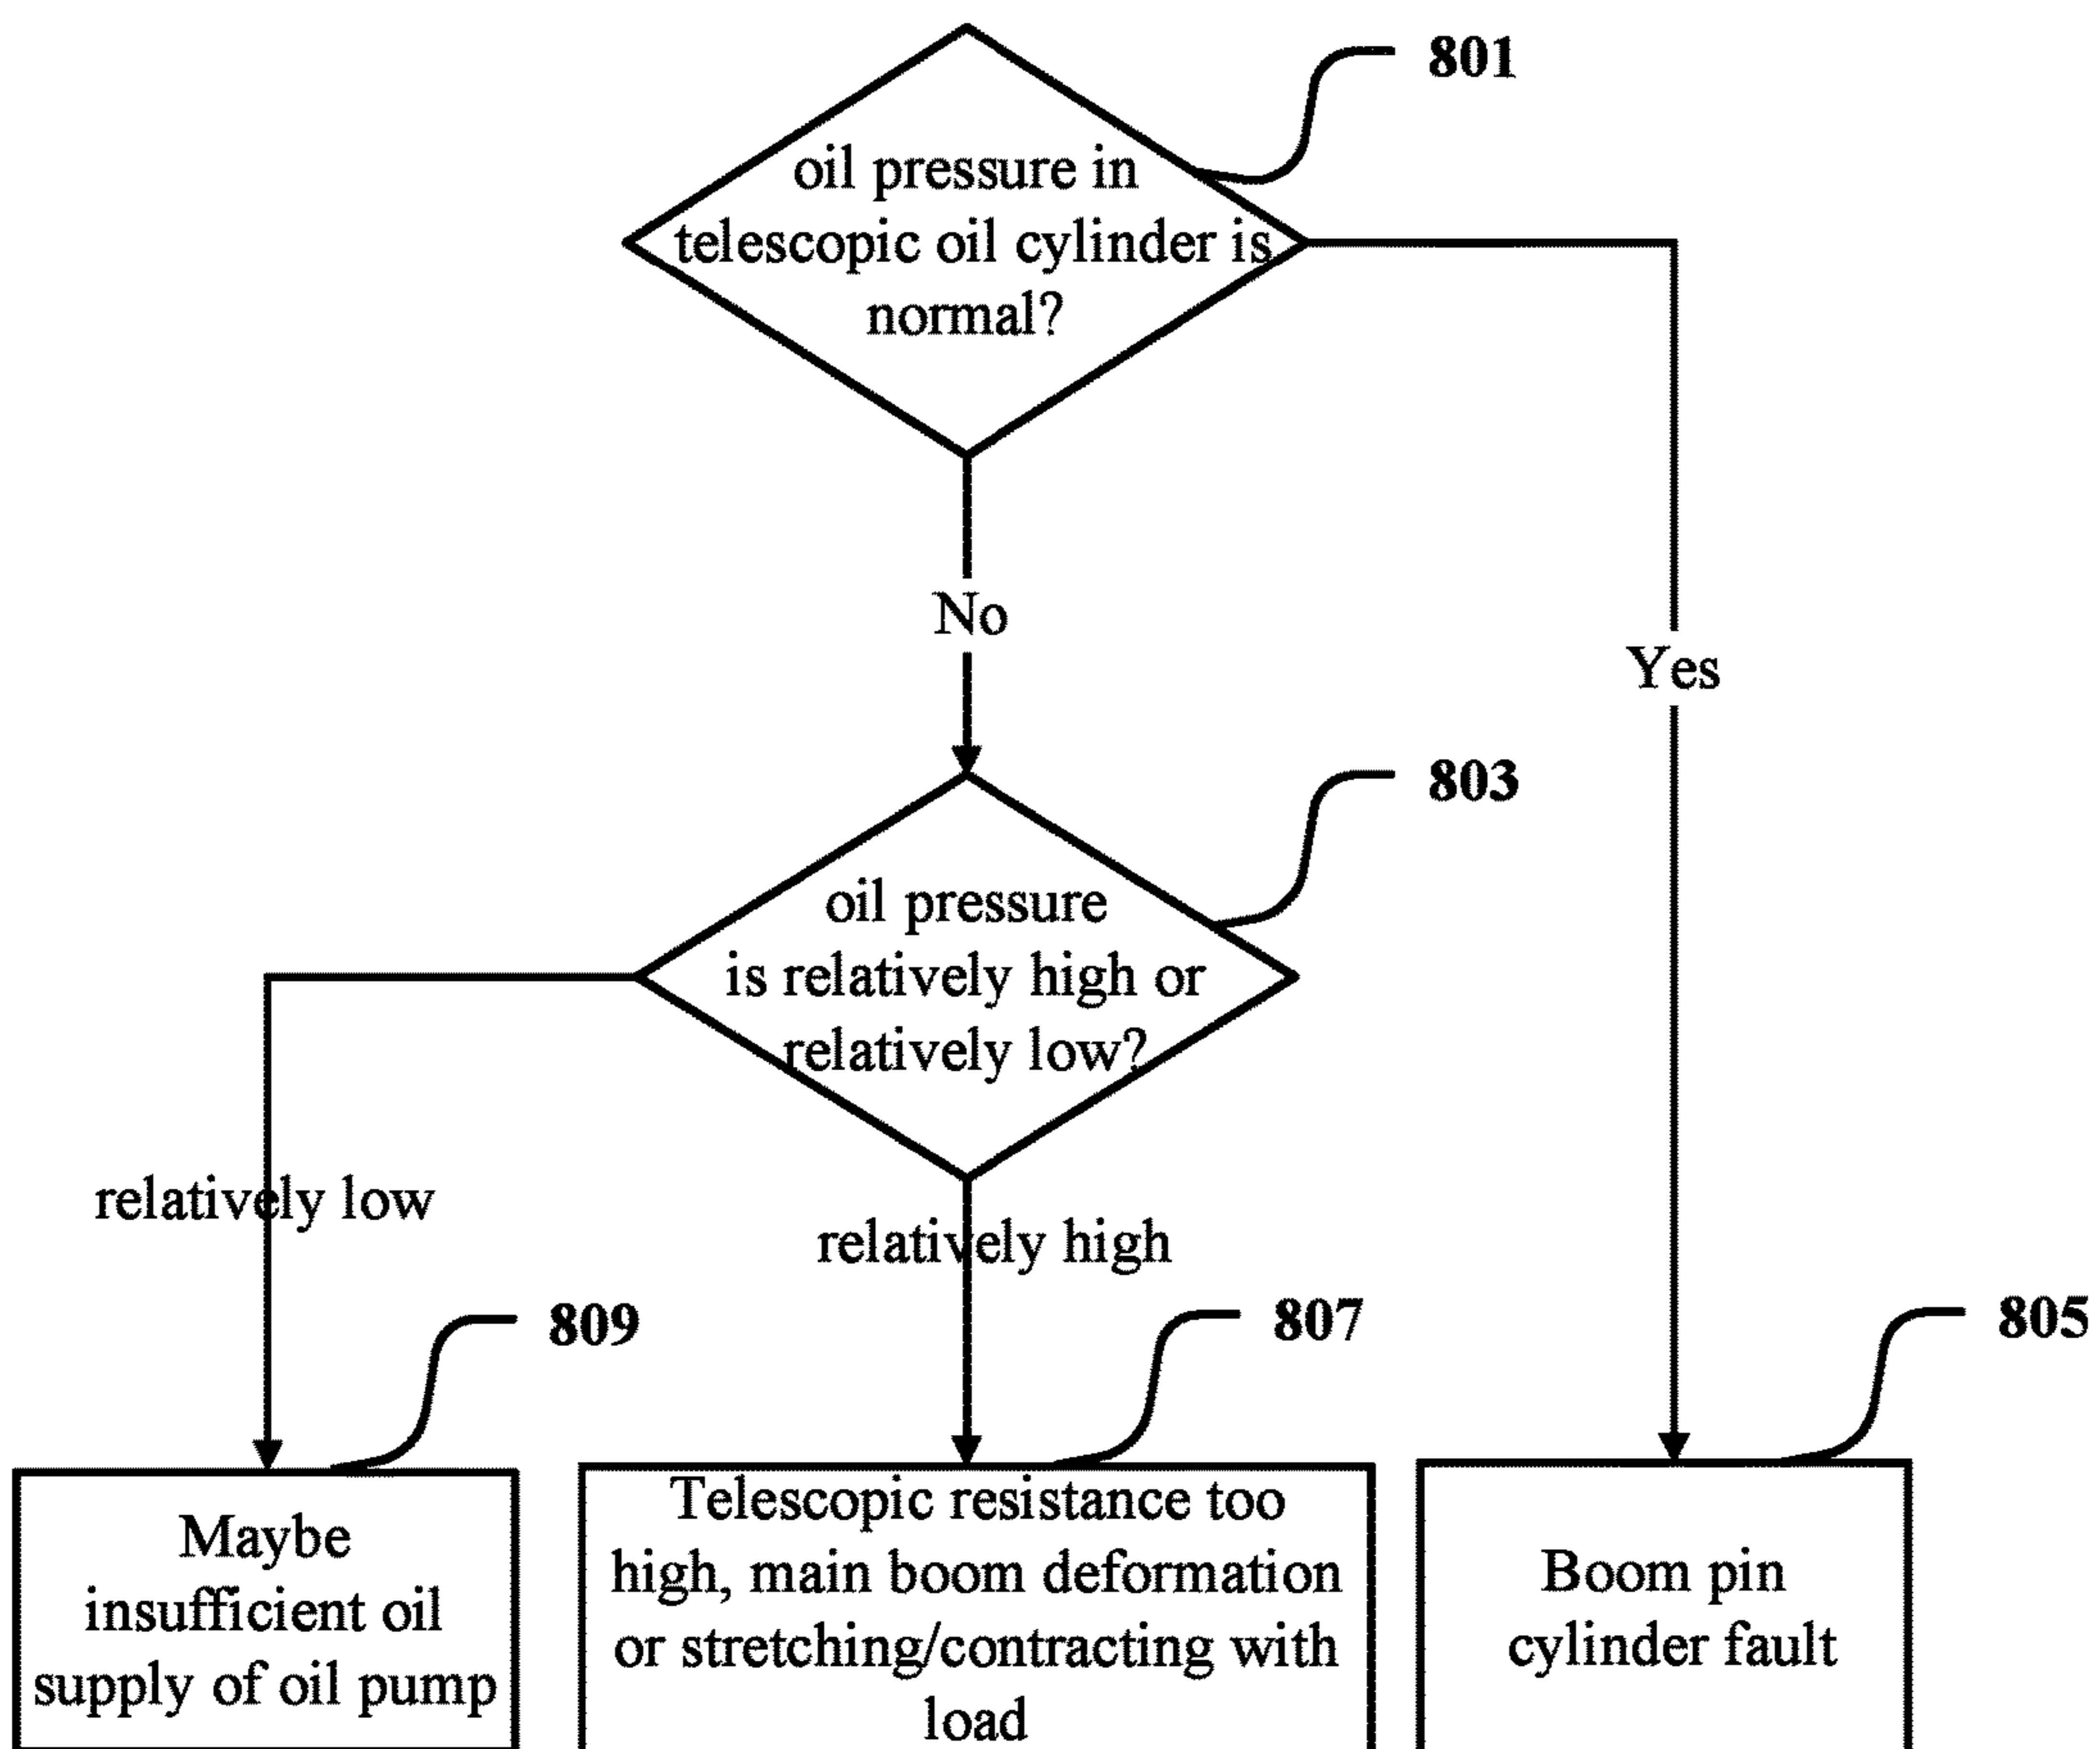 801
oil pressure in
telescopic oil cylinder is
normal?
No
Yes
803
oil pressure
is relatively high or
relatively low?
relatively low
relatively high
809
807
805
Maybe
insufficient oil
supply of oil pump
Telescopic resistance too
high, main boom deformation
or stretching/contracting with
load
Boom pin
cylinder fault